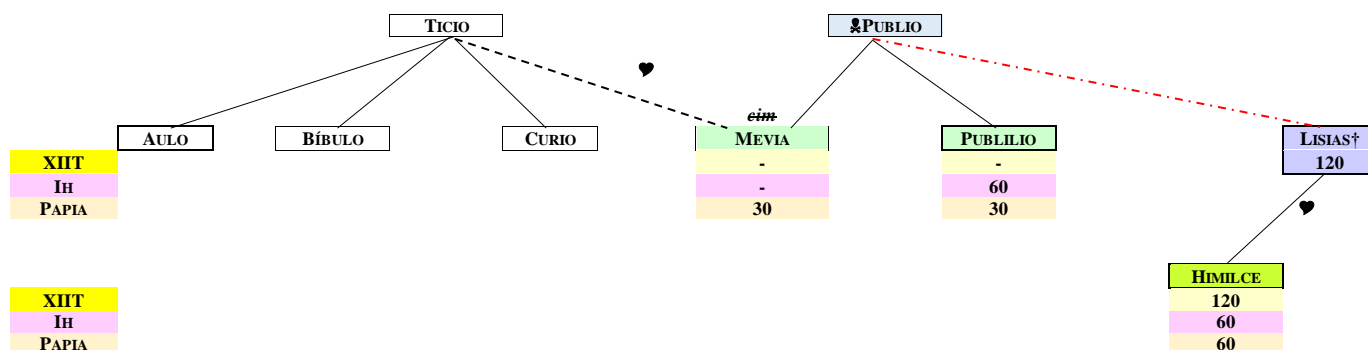 TICIO PUBLIO
cim
AULO BÍBULO CURIO MEVIA PUBLILIO LISIAS†
XIIT - - 120
IH - 60
PAPIA 30 30
HIMILCE
XIIT 120
IH 60
PAPIA 60